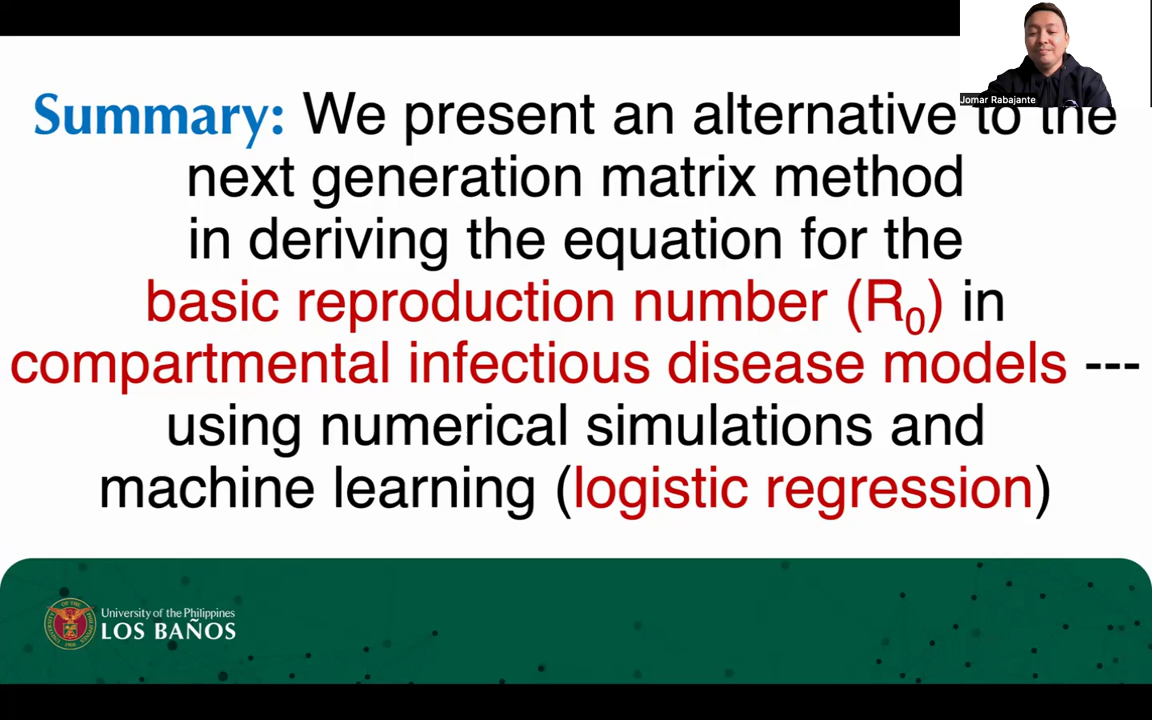 Jomar Rabajante
Summary: We present an alternative to the
next generation matrix method
in deriving the equation for the
basic reproduction number (R0) in
compartmental infectious disease models ---
using numerical simulations and
machine learning (logistic regression)
University of the Philippines
LOS BAÑOS